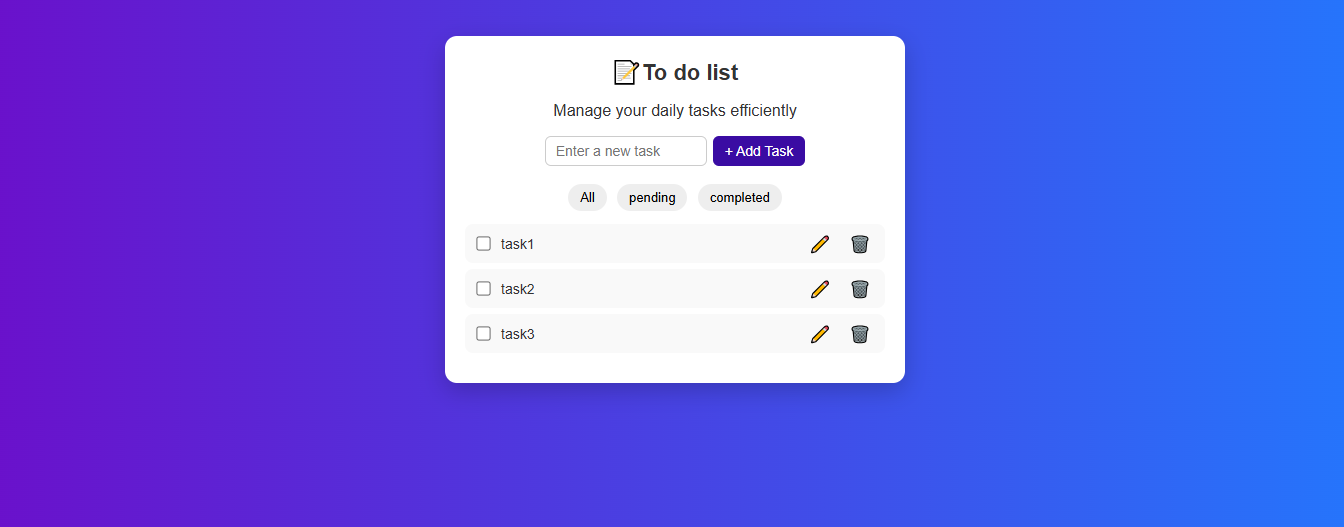 To do list
Manage your daily tasks efficiently
Enter a new task + Add Task
All pending completed
task1
task2
task3